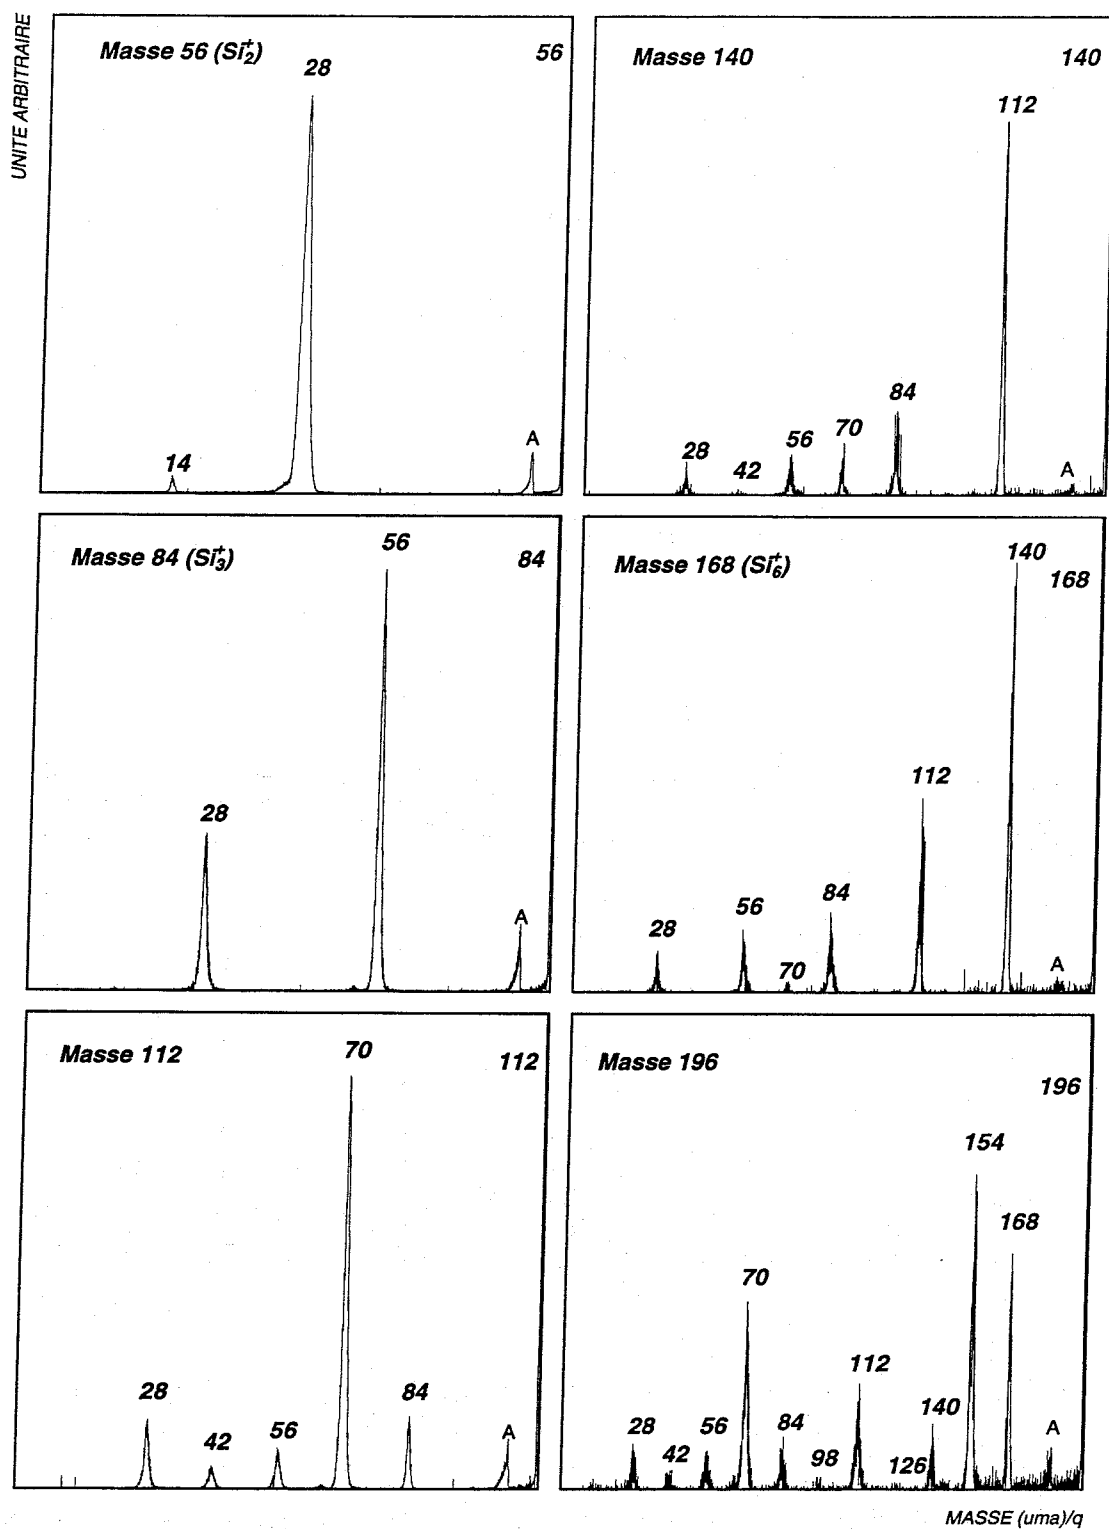 UNITE ARBITRAIRE
Masse 56 (Si2+)
56
28
14
A
Masse 140
140
112
84
70
56
28
42
A
Masse 84 (Si3+)
56
84
28
A
Masse 168 (Si6+)
140
168
112
84
56
28
70
A
Masse 112
70
112
28
42
56
84
A
Masse 196
196
154
168
70
112
140
28
42
56
84
98
126
A
MASSE (uma)/q